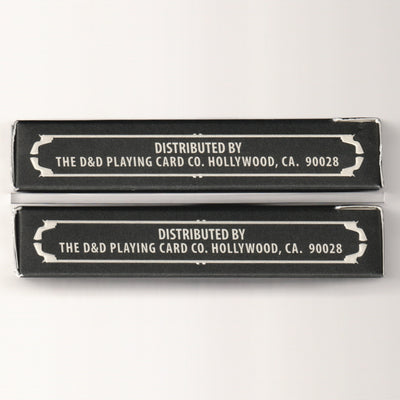 DISTRIBUTED BY
THE D&D PLAYING CARD CO. HOLLYWOOD, CA. 90028
DISTRIBUTED BY
THE D&D PLAYING CARD CO. HOLLYWOOD, CA. 90028